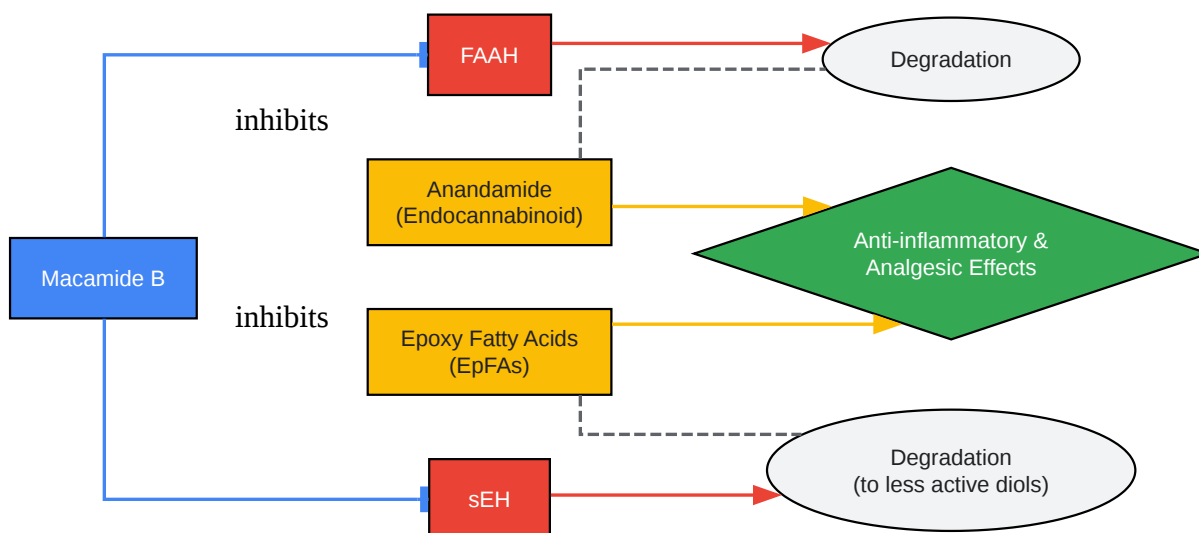 FAAH
Degradation
inhibits
Anandamide
(Endocannabinoid)
Anti-inflammatory &
Analgesic Effects
Macamide B
inhibits
Epoxy Fatty Acids
(EpFAs)
Degradation
(to less active diols)
sEH